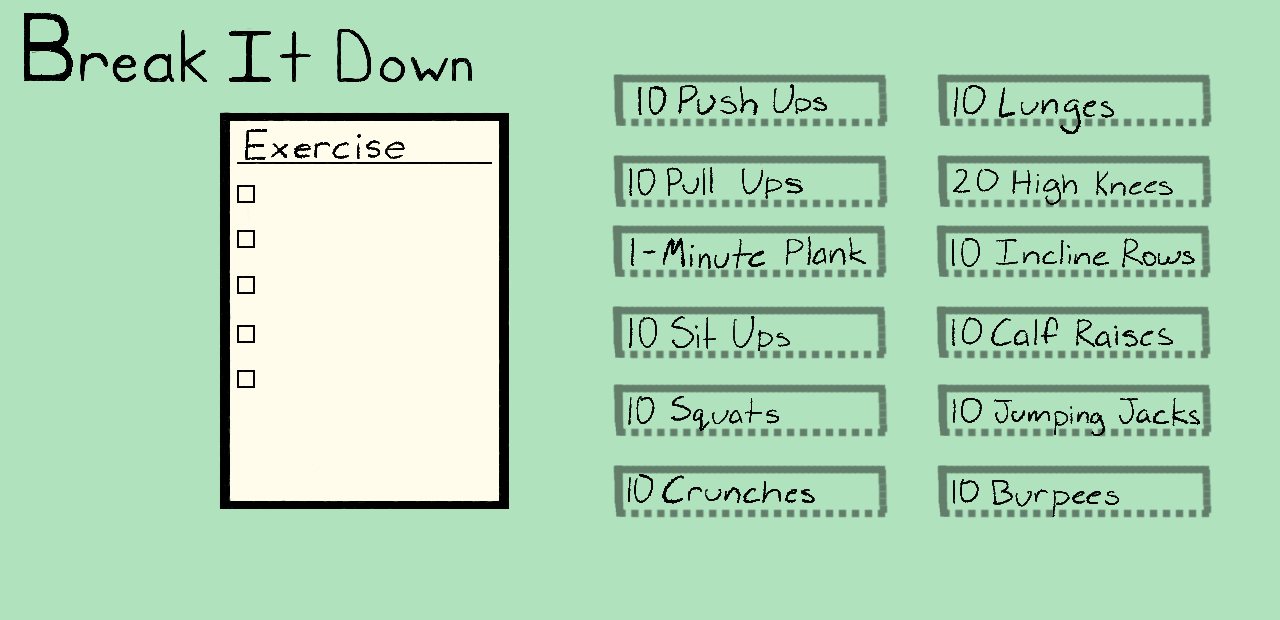 Break It Down
Exercise
10 Push Ups
10 Pull Ups
1-Minute Plank
10 Sit Ups
10 Squats
10 Crunches
10 Lunges
20 High Knees
10 Incline Rows
10 Calf Raises
10 Jumping Jacks
10 Burpees